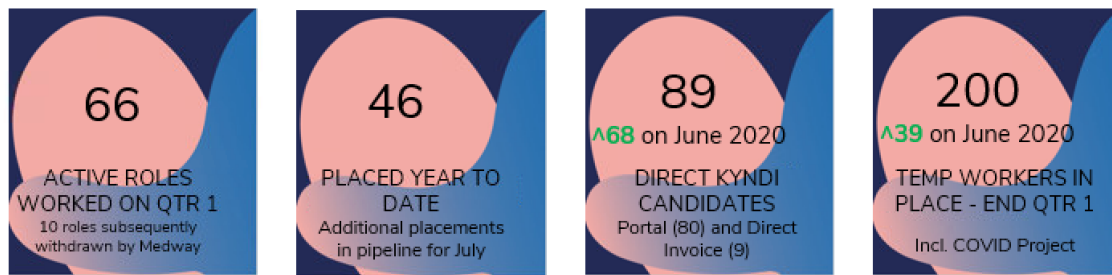 66
ACTIVE ROLES
WORKED ON QTR 1
10 roles subsequently
withdrawn by Medway
46
PLACED YEAR TO
DATE
Additional placements
in pipeline for July
89
^68 on June 2020
DIRECT KYNDI
CANDIDATES
Portal (80) and Direct
Invoice (9)
200
^39 on June 2020
TEMP WORKERS IN
PLACE - END QTR 1
Incl. COVID Project